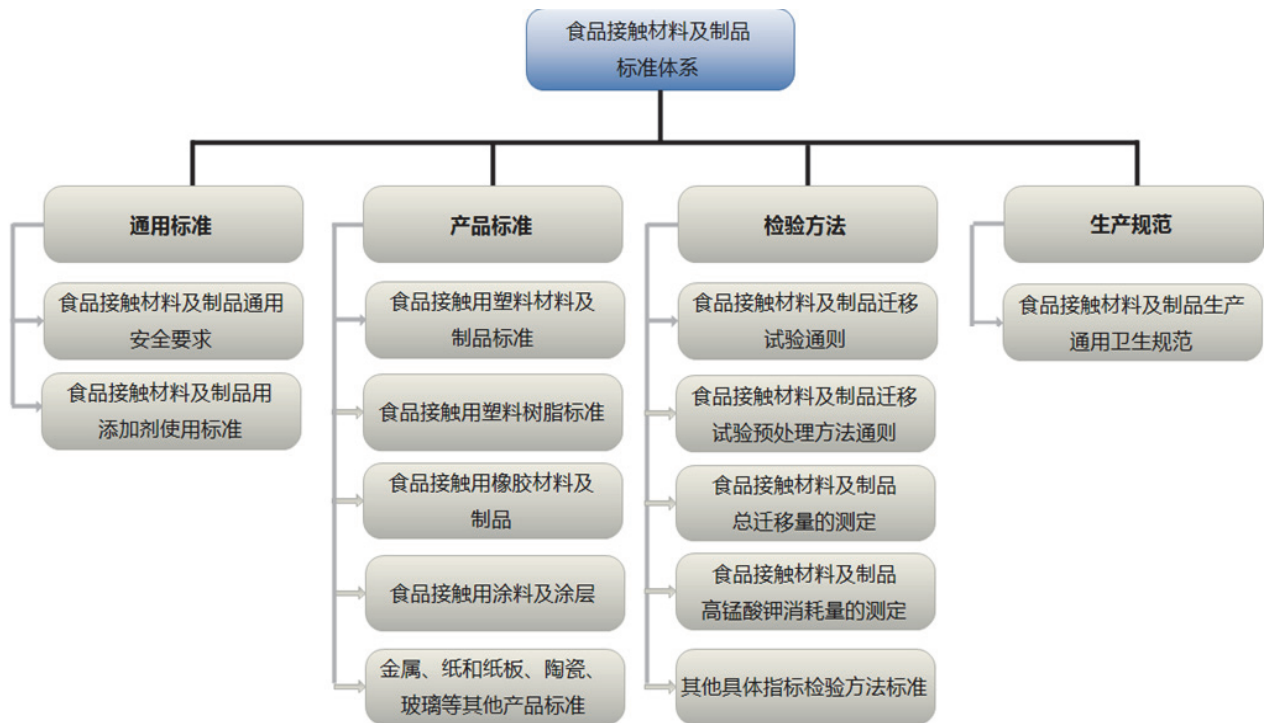 食品接触材料及制品
标准体系
通用标准
食品接触材料及制品通用
安全要求
食品接触材料及制品用
添加剂使用标准
产品标准
食品接触用塑料材料及
制品标准
食品接触用塑料树脂标准
食品接触用橡胶材料及
制品
食品接触用涂料及涂层
金属、纸和纸板、陶瓷、
玻璃等其他产品标准
检验方法
食品接触材料及制品迁移
试验通则
食品接触材料及制品迁移
试验预处理方法通则
食品接触材料及制品
总迁移量的测定
食品接触材料及制品
高锰酸钾消耗量的测定
其他具体指标检验方法标准
生产规范
食品接触材料及制品生产
通用卫生规范